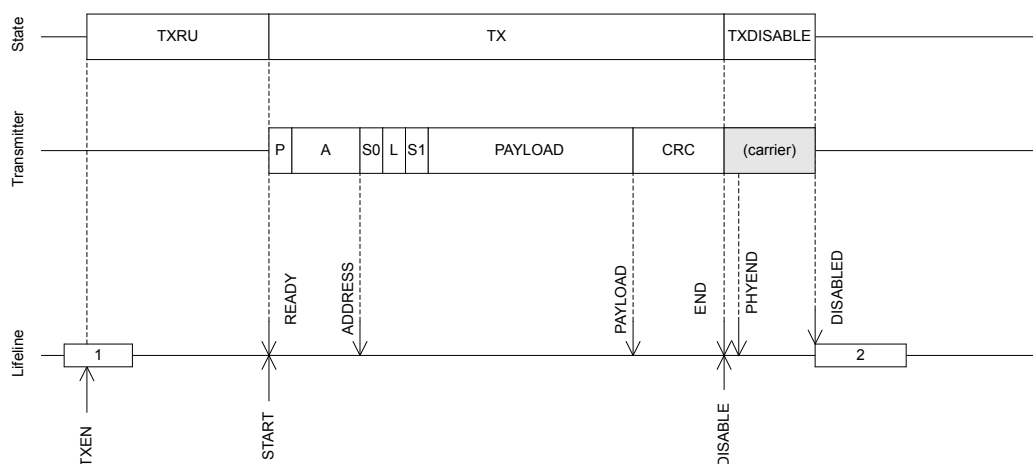 State
TXRU
TX
TXDISABLE
Transmitter
P
A
S0
L
S1
PAYLOAD
CRC
(carrier)
READY
ADDRESS
PAYLOAD
END
PHYEND
DISABLED
Lifeline
1
2
TXEN
START
DISABLE